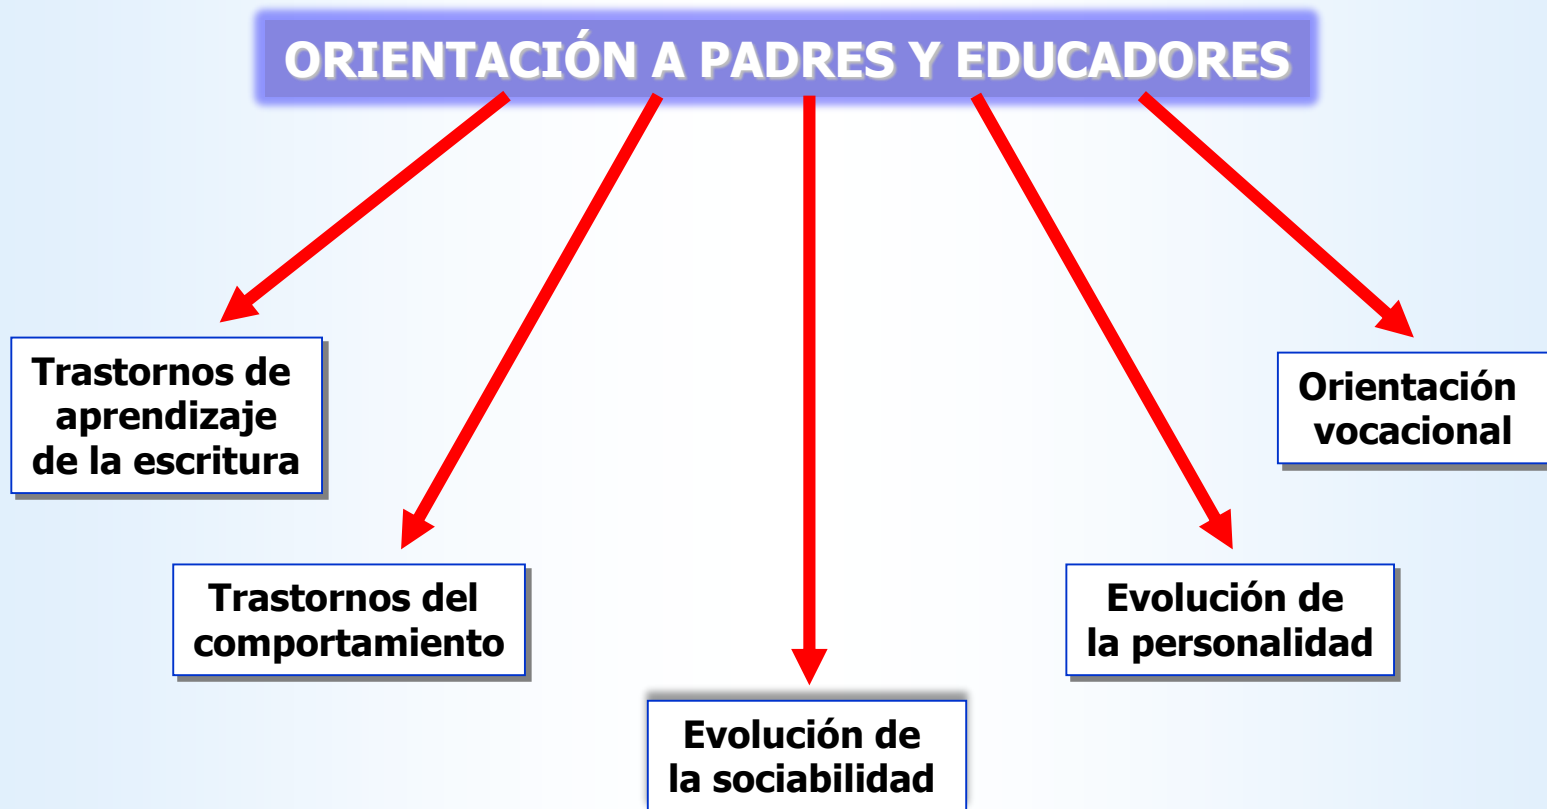 ORIENTACIÓN A PADRES Y EDUCADORES
Trastornos de
aprendizaje
de la escritura
Trastornos del
comportamiento
Evolución de
la sociabilidad
Evolución de
la personalidad
Orientación
vocacional